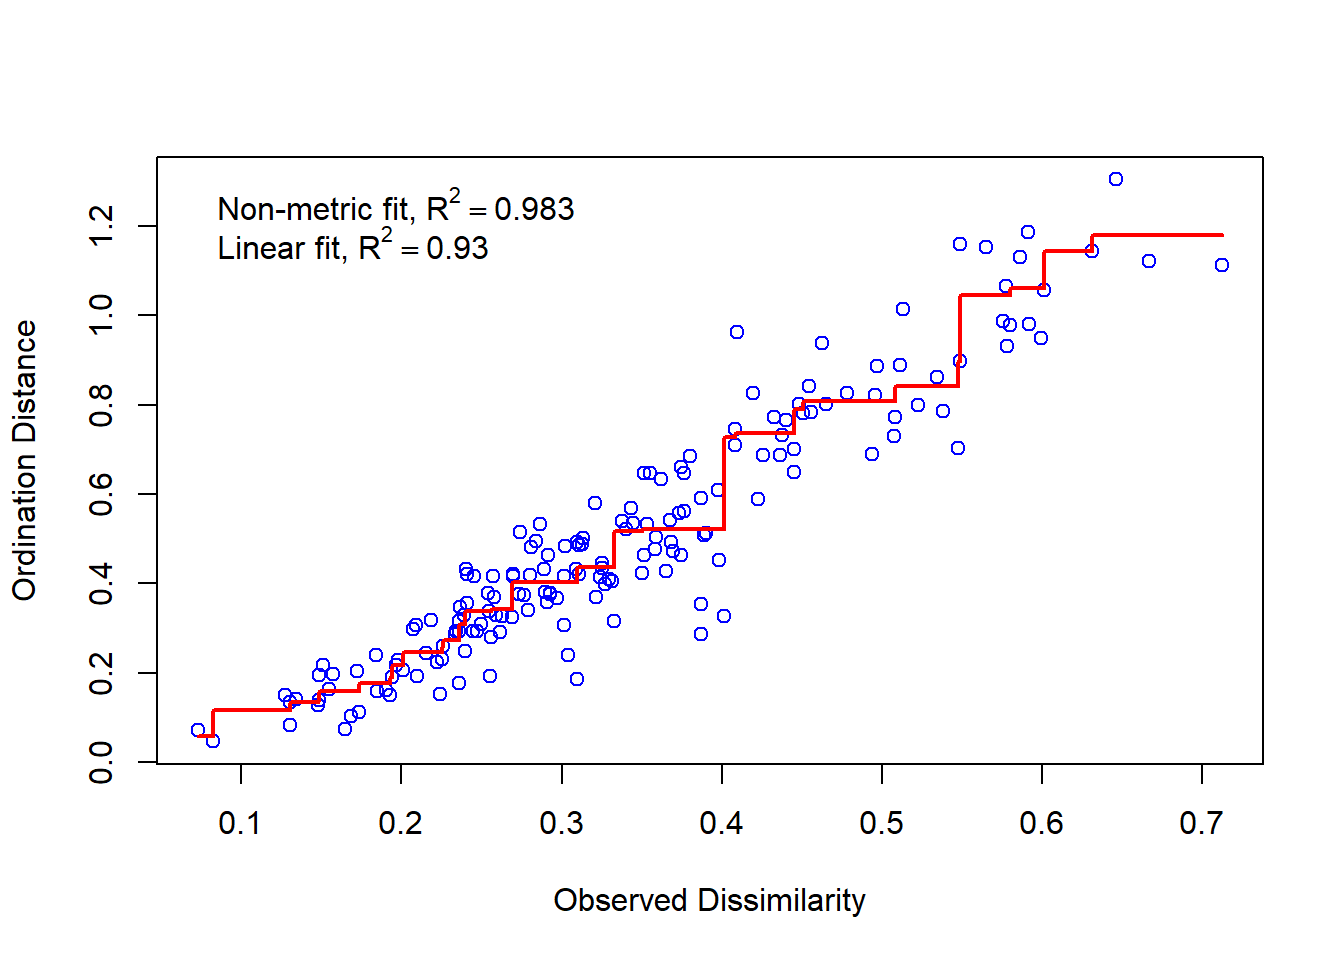 Non-metric fit, R² = 0.983
Linear fit, R² = 0.93
Ordination Distance
1.2
1.0
0.8
0.6
0.4
0.2
0.0
0.1 0.2 0.3 0.4 0.5 0.6 0.7
Observed Dissimilarity